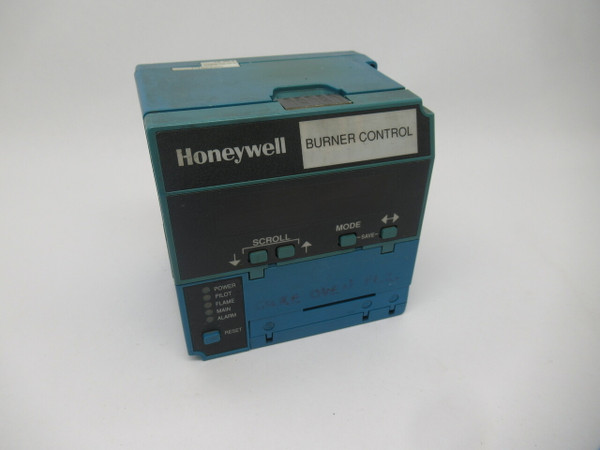 Honeywell
BURNER CONTROL
SCROLL
MODE
SAVE
↓
↑
↔
POWER
PILOT
FLAME
MAIN
ALARM
RESET